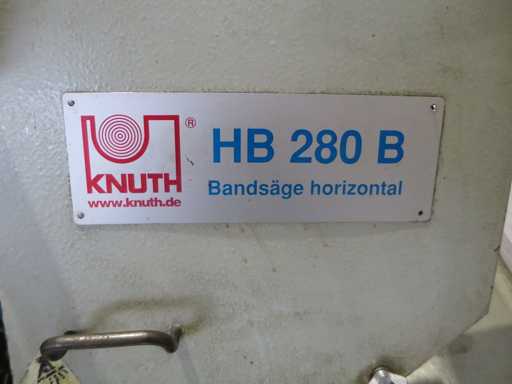 KNUTH
www.knuth.de
®
HB 280 B
Bandsäge horizontal